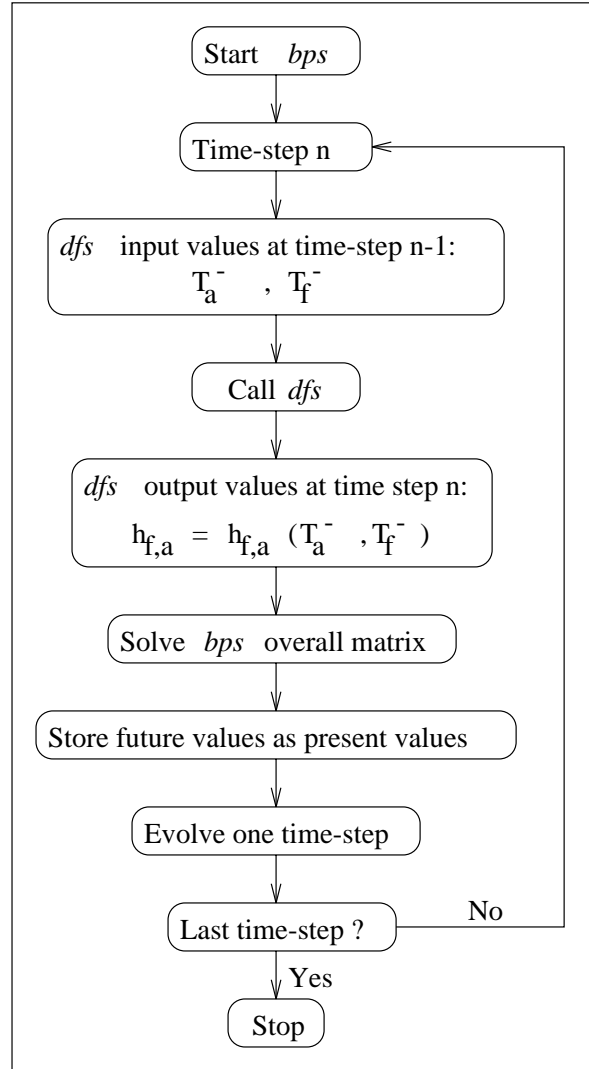 Start bps
Time-step n
dfs input values at time-step n-1:
T_a^- , T_f^-
Call dfs
dfs output values at time step n:
h_f,a = h_f,a (T_a^- , T_f^- )
Solve bps overall matrix
Store future values as present values
Evolve one time-step
Last time-step ?
No
Yes
Stop